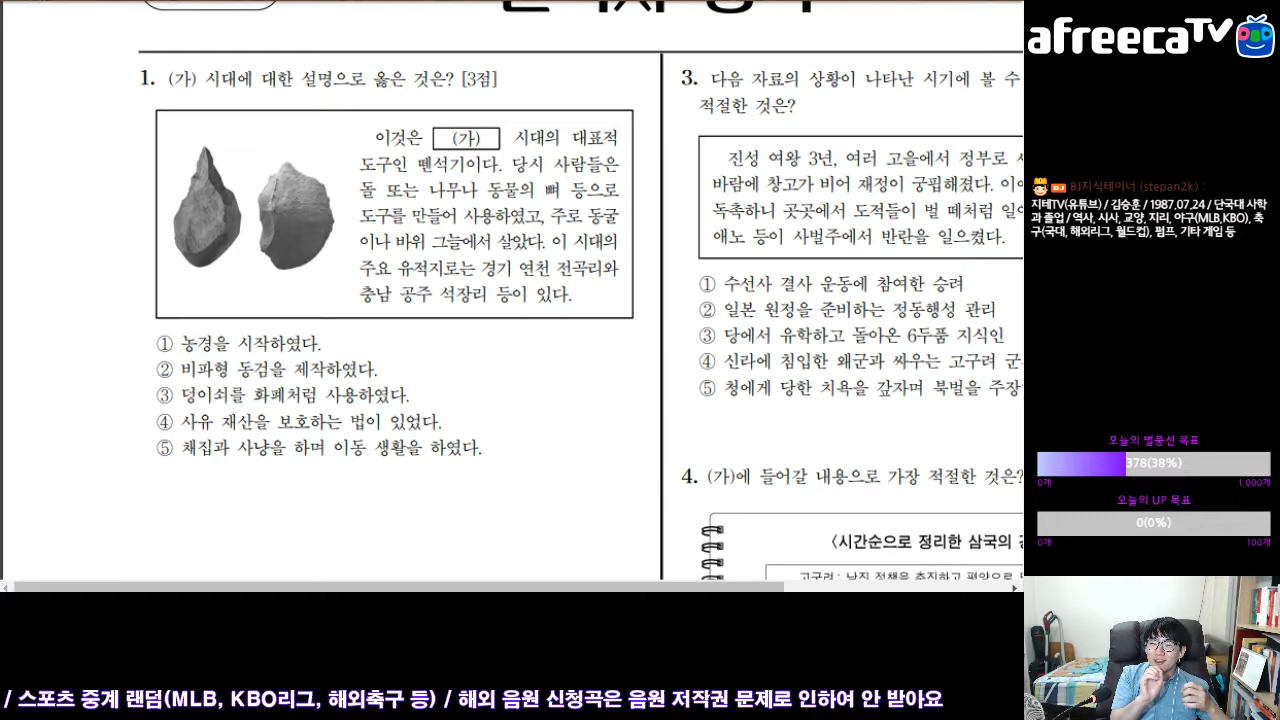 1. (가) 시대에 대한 설명으로 옳은 것은? [3점]
이것은 (가) 시대의 대표적
도구인 뗀석기이다. 당시 사람들은
돌 또는 나무나 동물의 뼈 등으로
도구를 만들어 사용하였고, 주로 동굴
이나 바위 그늘에서 살았다. 이 시대의
주요 유적지로는 경기 연천 전곡리와
충남 공주 석장리 등이 있다.
① 농경을 시작하였다.
② 비파형 동검을 제작하였다.
③ 덩이쇠를 화폐처럼 사용하였다.
④ 사유 재산을 보호하는 법이 있었다.
⑤ 채집과 사냥을 하며 이동 생활을 하였다.
3. 다음 자료의 상황이 나타난 시기에 볼 수
적절한 것은?
진성 여왕 3년, 여러 고을에서 정부로
바람에 창고가 비어 재정이 궁핍해졌다.
독촉하니 곳곳에서 도적들이 벌 떼처럼
애노 등이 사벌주에서 반란을 일으켰다.
① 수선사 결사 운동에 참여한 승려
② 일본 원정을 준비하는 정동행성 관리
③ 당에서 유학하고 돌아온 6두품 지식인
④ 신라에 침입한 왜군과 싸우는 고구려
⑤ 청에게 당한 치욕을 갚자며 북벌을 주장
4. (가)에 들어갈 내용으로 가장 적절한 것은?
<시간순으로 정리한 삼국의
고구려 : 남진 정책을 추진하고 평양으로
afreecaTV
BJ BJ지식테이너 (stepan2k) :
지테TV(유튜브) / 김승훈 / 1987.07.24 / 단국대 사학
과 졸업 / 역사, 시사, 교양, 지리, 야구(MLB,KBO), 축
구(국대, 해외리그, 월드컵), 펌프, 기타 게임 등
오늘의 별풍선 목표
378(38%)
0개 1,000개
오늘의 UP 목표
0(0%)
0개 100개
/ 스포츠 중계 랜덤(MLB, KBO리그, 해외축구 등) / 해외 음원 신청곡은 음원 저작권 문제로 인하여 안 받아요